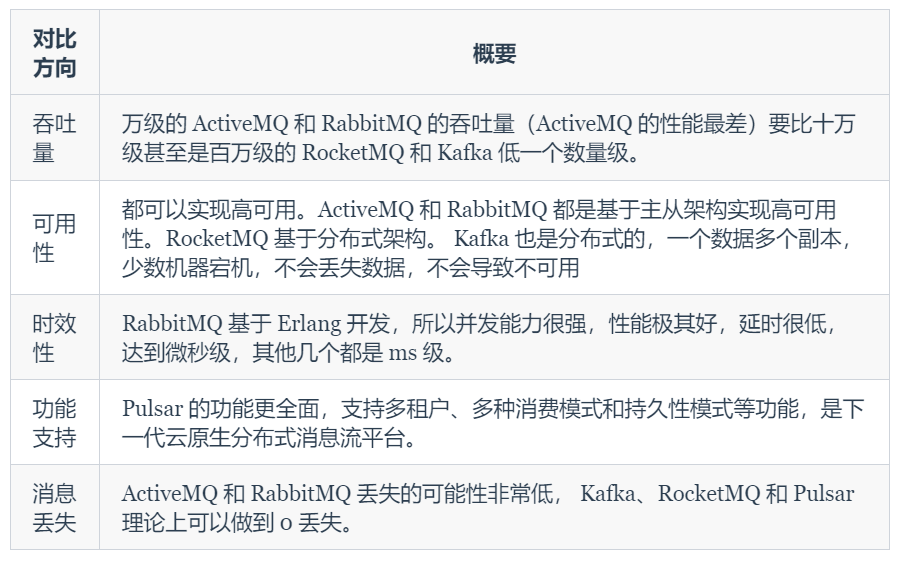 对比
方向
概要
吞吐
量
万级的 ActiveMQ 和 RabbitMQ 的吞吐量（ActiveMQ 的性能最差）要比十万
级甚至是百万级的 RocketMQ 和 Kafka 低一个数量级。
可用
性
都可以实现高可用。ActiveMQ 和 RabbitMQ 都是基于主从架构实现高可用
性。RocketMQ 基于分布式架构。 Kafka 也是分布式的，一个数据多个副本，
少数机器宕机，不会丢失数据，不会导致不可用
时效
性
RabbitMQ 基于 Erlang 开发，所以并发能力很强，性能极其好，延时很低，
达到微秒级，其他几个都是 ms 级。
功能
支持
Pulsar 的功能更全面，支持多租户、多种消费模式和持久性模式等功能，是下
一代云原生分布式消息流平台。
消息
丢失
ActiveMQ 和 RabbitMQ 丢失的可能性非常低， Kafka、RocketMQ 和 Pulsar
理论上可以做到 0 丢失。